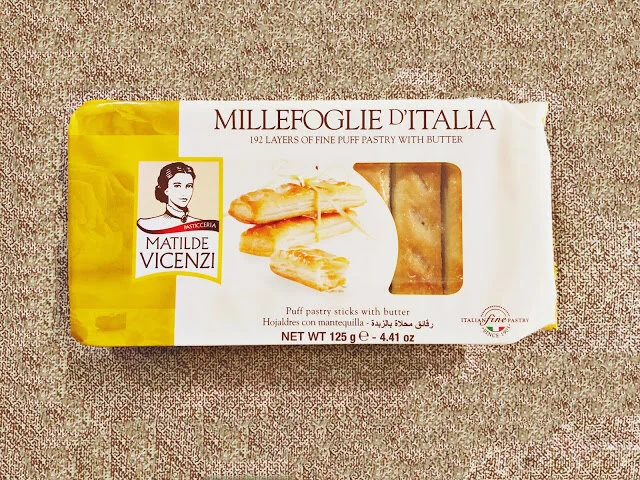 MILLEFOGLIE D'ITALIA
192 LAYERS OF FINE PUFF PASTRY WITH BUTTER
PASTICCERIA
MATILDE
VICENZI
Puff pastry sticks with butter
Hojaldres con mantequilla - رقائق محلاة بالزبدة
NET WT 125 g ℮ - 4.41 oz
ITALIAN fine PASTRY